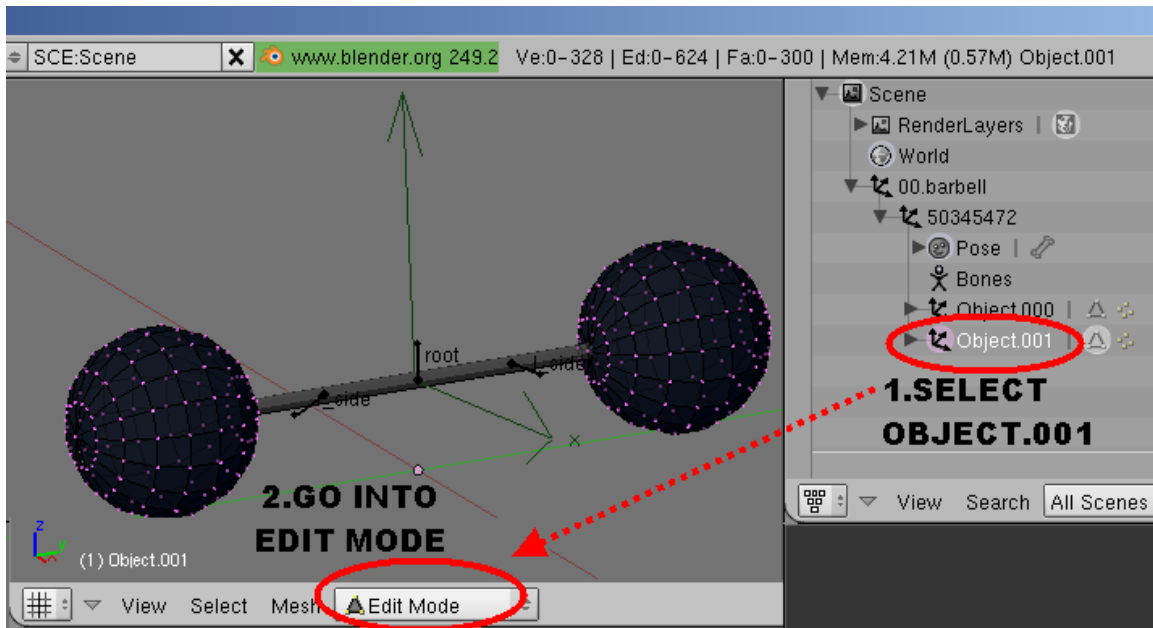 SCE:Scene
www.blender.org 249.2 Ve:0-328 | Ed:0-624 | Fa:0-300 | Mem:4.21M (0.57M) Object.001
Scene
RenderLayers
World
00.barbell
50345472
Pose
Bones
Object.000
Object.001
root
L_side
_side
x
1.SELECT
OBJECT.001
2.GO INTO
EDIT MODE
z
y
(1) Object.001
View Select Mesh Edit Mode
View Search All Scenes